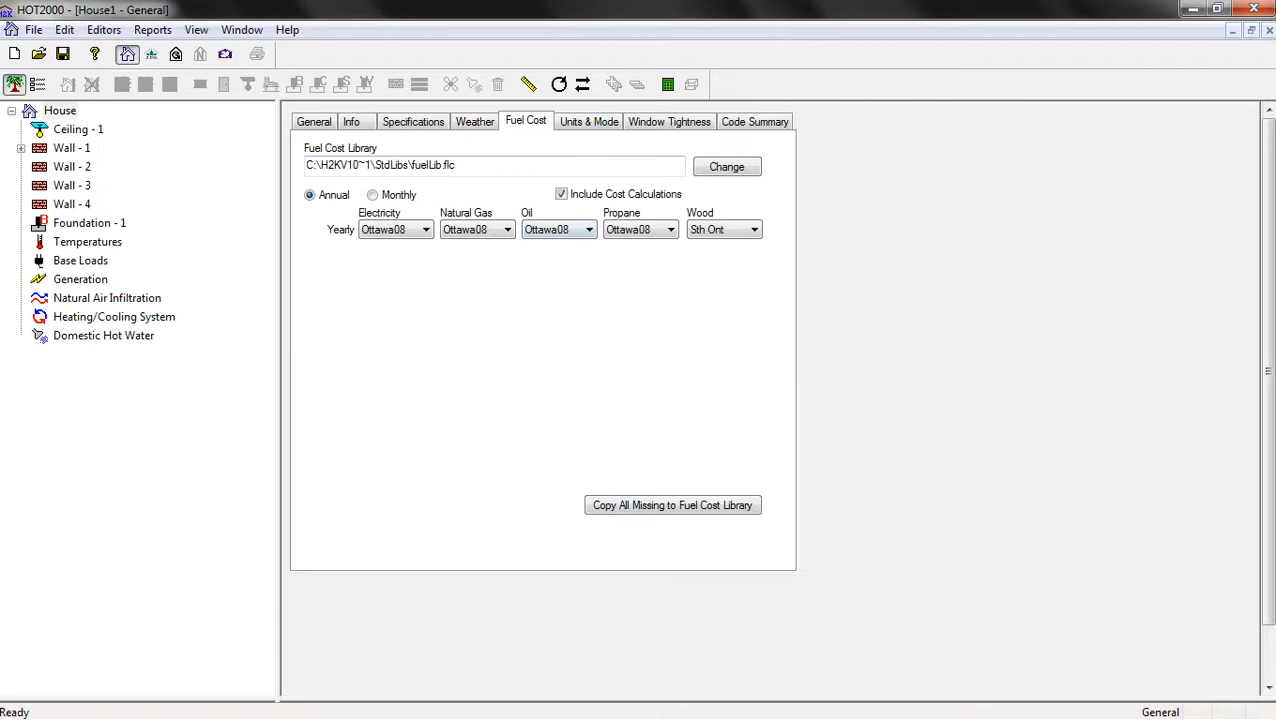 HOT2000 - [House1 - General]
File Edit Editors Reports View Window Help
House
Ceiling - 1
Wall - 1
Wall - 2
Wall - 3
Wall - 4
Foundation - 1
Temperatures
Base Loads
Generation
Natural Air Infiltration
Heating/Cooling System
Domestic Hot Water
General Info Specifications Weather Fuel Cost Units & Mode Window Tightness Code Summary
Fuel Cost Library
C:\H2KV10~1\StdLibs\fuelLib.flc Change
Annual Monthly Include Cost Calculations
Electricity Natural Gas Oil Propane Wood
Yearly Ottawa08 Ottawa08 Ottawa08 Ottawa08 Sth Ont
Copy All Missing to Fuel Cost Library
Ready General